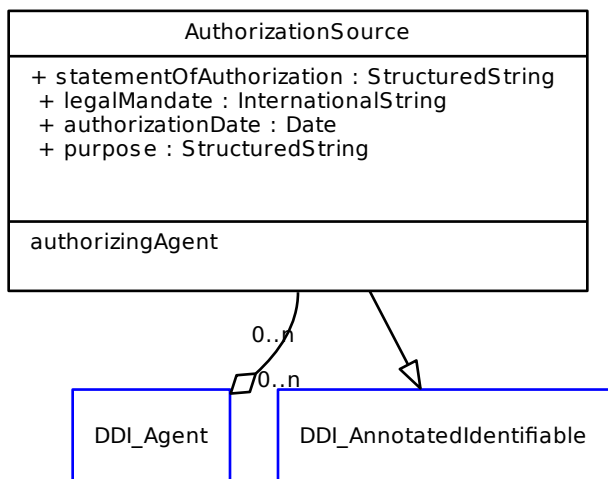 AuthorizationSource
+ statementOfAuthorization : StructuredString
+ legalMandate : InternationalString
+ authorizationDate : Date
+ purpose : StructuredString
authorizingAgent
0..n
0..n
DDI_Agent
DDI_AnnotatedIdentifiable